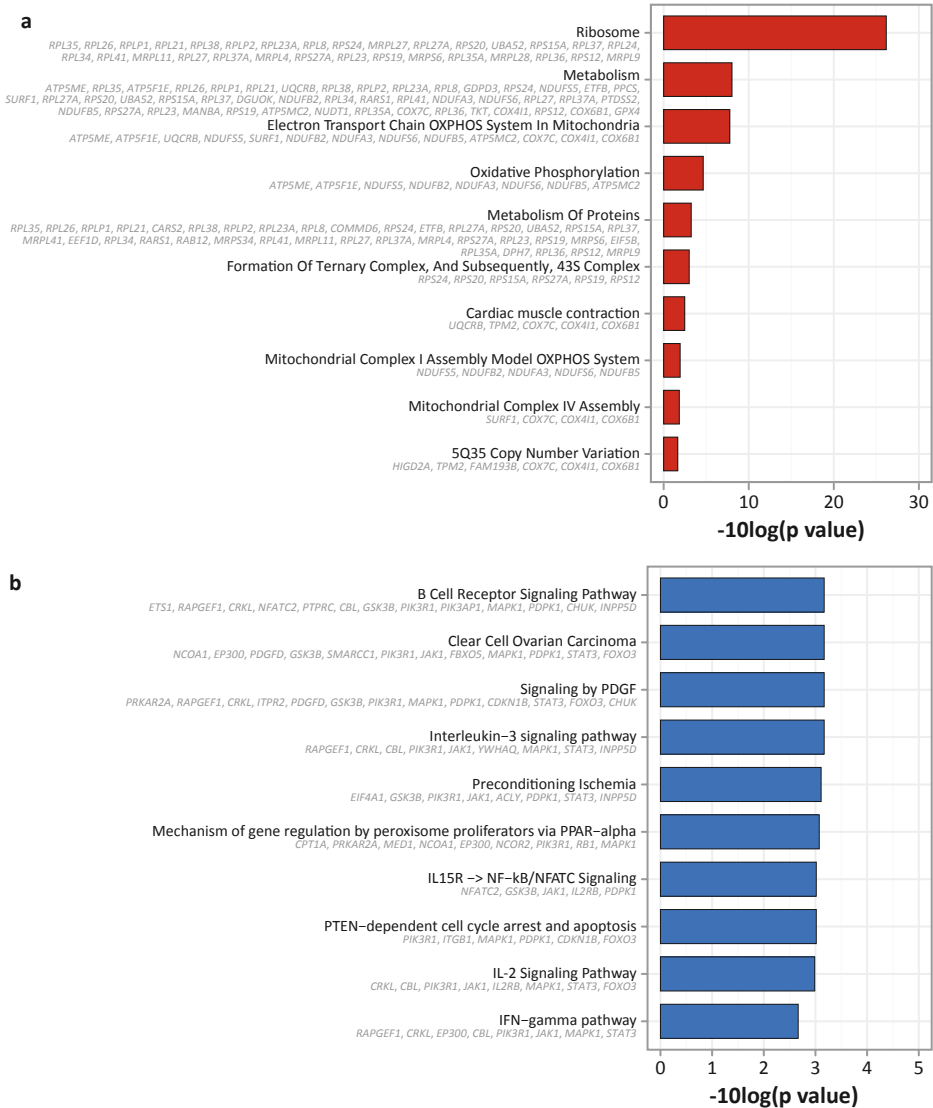 a
Ribosome
RPL35, RPL26, RPLP1, RPL21, RPL38, RPLP2, RPL23A, RPL8, RPS24, MRPL27, RPL27A, RPS20, UBA52, RPS15A, RPL37, RPL24,
RPL34, RPL41, MRPL11, RPL27, RPL37A, MRPL4, RPS27A, RPL23, RPS19, MRPS6, RPL35A, MRPL28, RPL36, RPS12, MRPL9
Metabolism
ATP5ME, RPL35, ATP5F1E, RPL26, RPLP1, RPL21, UQCRB, RPL38, RPLP2, RPL23A, RPL8, GDPD3, RPS24, NDUFS5, ETFB, PPCS,
SURF1, RPL27A, RPS20, UBA52, RPS15A, RPL37, DGUOK, NDUFB2, RPL34, RARS1, RPL41, NDUFA3, NDUFS6, RPL27, RPL37A, PTDSS2,
NDUFB5, RPS27A, RPL23, MANBA, RPS19, ATP5MC2, NUDT1, RPL35A, COX7C, RPL36, TKT, COX4I1, RPS12, COX6B1, GPX4
Electron Transport Chain OXPHOS System In Mitochondria
ATP5ME, ATP5F1E, UQCRB, NDUFS5, SURF1, NDUFB2, NDUFA3, NDUFS6, NDUFB5, ATP5MC2, COX7C, COX4I1, COX6B1
Oxidative Phosphorylation
ATP5ME, ATP5F1E, NDUFS5, NDUFB2, NDUFA3, NDUFS6, NDUFB5, ATP5MC2
Metabolism Of Proteins
RPL35, RPL26, RPLP1, RPL21, CARS2, RPL38, RPLP2, RPL23A, RPL8, COMMD6, RPS24, ETFB, RPL27A, RPS20, UBA52, RPS15A, RPL37,
MRPL41, EEF1D, RPL34, RARS1, RAB12, MRPS34, RPL41, MRPL11, RPL27, RPL37A, MRPL4, RPS27A, RPL23, RPS19, MRPS6, EIF5B,
RPL35A, DPH7, RPL36, RPS12, MRPL9
Formation Of Ternary Complex, And Subsequently, 43S Complex
RPS24, RPS20, RPS15A, RPS27A, RPS19, RPS12
Cardiac muscle contraction
UQCRB, TPM2, COX7C, COX4I1, COX6B1
Mitochondrial Complex I Assembly Model OXPHOS System
NDUFS5, NDUFB2, NDUFA3, NDUFS6, NDUFB5
Mitochondrial Complex IV Assembly
SURF1, COX7C, COX4I1, COX6B1
5Q35 Copy Number Variation
HIGD2A, TPM2, FAM193B, COX7C, COX4I1, COX6B1
0 10 20 30
-10log(p value)
b
B Cell Receptor Signaling Pathway
ETS1, RAPGEF1, CRKL, NFATC2, PTPRC, CBL, GSK3B, PIK3R1, PIK3AP1, MAPK1, PDPK1, CHUK, INPP5D
Clear Cell Ovarian Carcinoma
NCOA1, EP300, PDGFD, GSK3B, SMARCC1, PIK3R1, JAK1, FBXO5, MAPK1, PDPK1, STAT3, FOXO3
Signaling by PDGF
PRKAR2A, RAPGEF1, CRKL, ITPR2, PDGFD, GSK3B, PIK3R1, MAPK1, PDPK1, CDKN1B, STAT3, FOXO3, CHUK
Interleukin−3 signaling pathway
RAPGEF1, CRKL, CBL, PIK3R1, JAK1, YWHAQ, MAPK1, STAT3, INPP5D
Preconditioning Ischemia
EIF4A1, GSK3B, PIK3R1, JAK1, ACLY, PDPK1, STAT3, INPP5D
Mechanism of gene regulation by peroxisome proliferators via PPAR−alpha
CPT1A, PRKAR2A, MED1, NCOA1, EP300, NCOR2, PIK3R1, RB1, MAPK1
IL15R −> NF−kB/NFATC Signaling
NFATC2, GSK3B, JAK1, IL2RB, PDPK1
PTEN−dependent cell cycle arrest and apoptosis
PIK3R1, ITGB1, MAPK1, PDPK1, CDKN1B, FOXO3
IL-2 Signaling Pathway
CRKL, CBL, PIK3R1, JAK1, IL2RB, MAPK1, STAT3, FOXO3
IFN−gamma pathway
RAPGEF1, CRKL, EP300, CBL, PIK3R1, JAK1, MAPK1, STAT3
0 1 2 3 4 5
-10log(p value)